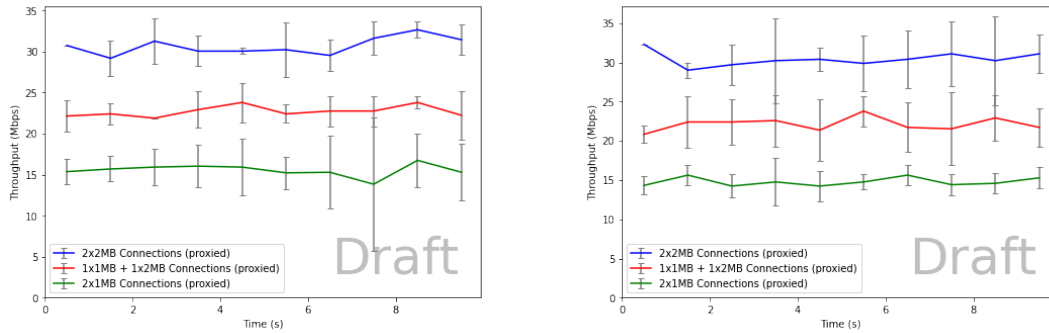 35
30
25
20
15
10
5
0
Throughput (Mbps)
2x2MB Connections (proxied)
1x1MB + 1x2MB Connections (proxied)
2x1MB Connections (proxied)
Draft
0 2 4 6 8
Time (s)
35
30
25
20
15
10
5
0
Throughput (Mbps)
2x2MB Connections (proxied)
1x1MB + 1x2MB Connections (proxied)
2x1MB Connections (proxied)
Draft
0 2 4 6 8
Time (s)